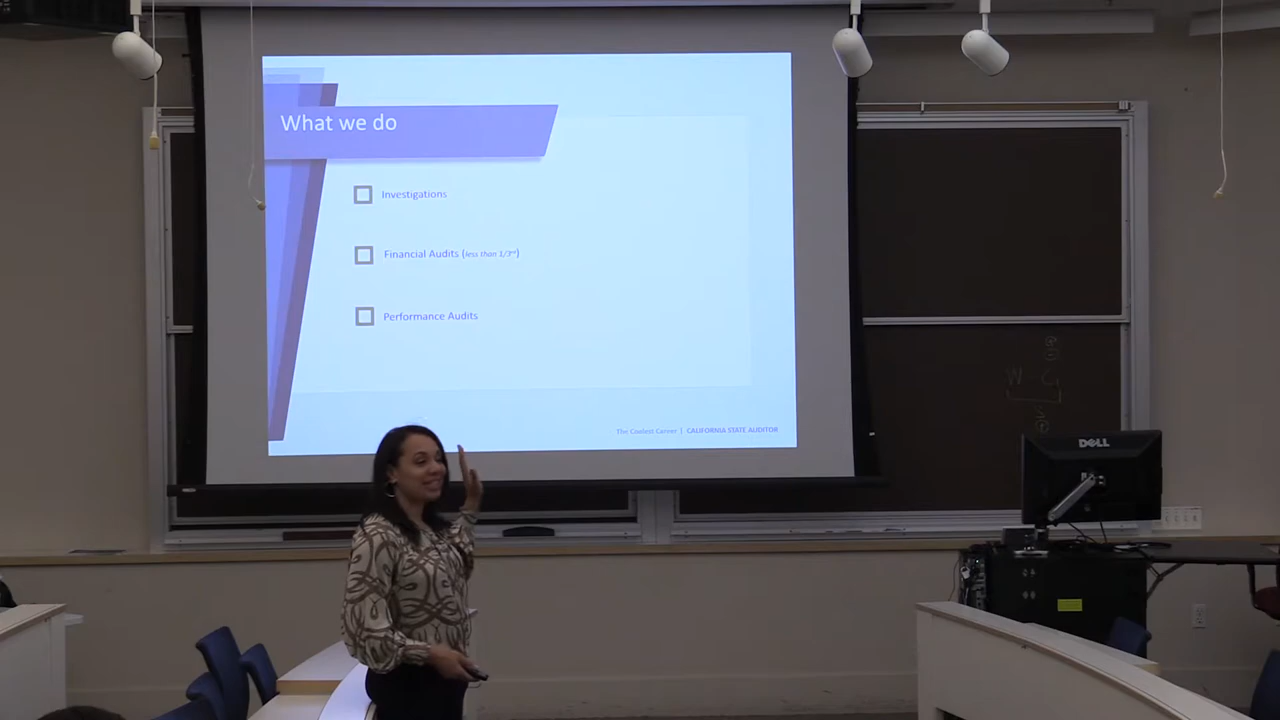 What we do
Investigations
Financial Audits (less than 1/3rd)
Performance Audits
The Coolest Career | CALIFORNIA STATE AUDITOR
DELL
W